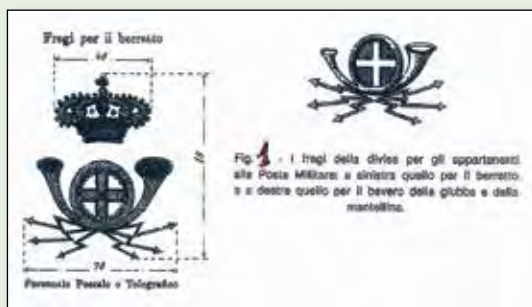 Fregi per il berretto
Fig. 1 - I fregi della divisa per gli appartenenti
alla Posta Militare: a sinistra quello per il berretto
e a destra quello per il bavero della giubba e della
mantellina.
Personale Postale e Telegrafico